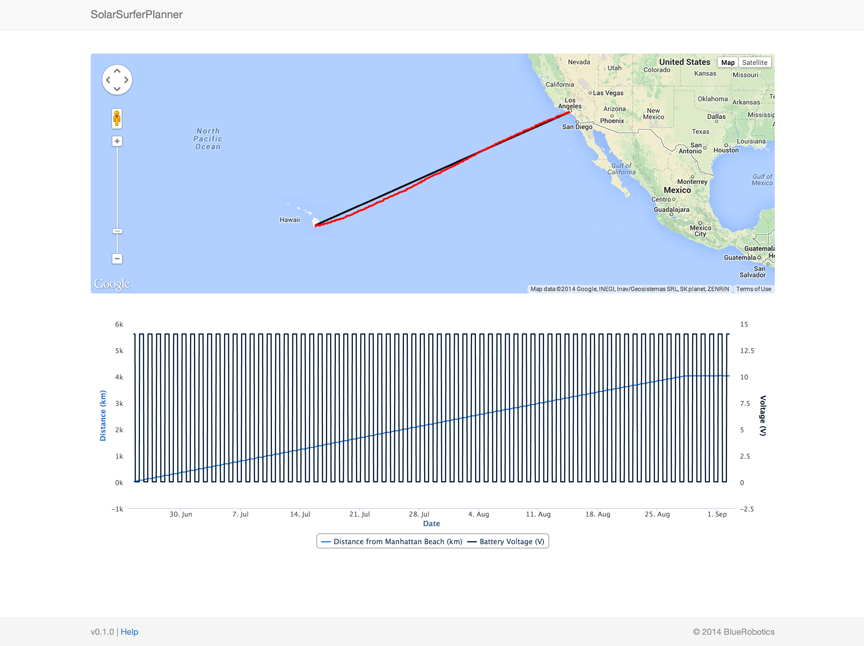 SolarSurferPlanner
Nevada
Utah
United States
Colorado
Map
Satellite
Kansas
Missouri
California
Las Vegas
Los
Angeles
Arizona
Phoenix
New
Mexico
Oklahoma
Arkansas
Dallas
Mississip
San Diego
Texas
San
Antonio
Houston
Louisiana
North
Pacific
Ocean
Gulf of
California
Monterrey
Mexico
Gulf of
Mexico
Centro
Guadalajara
Mexico
City
Hawaii
Guatemala
Guatemala
San
Salvador
Google
Map data ©2014 Google, INEGI, Inav/Geosistemas SRL, SK planet, ZENRIN
Terms of Use
6k
5k
4k
3k
2k
1k
0k
-1k
Distance (km)
15
12.5
10
7.5
5
2.5
0
-2.5
Voltage (V)
30. Jun
7. Jul
14. Jul
21. Jul
28. Jul
4. Aug
11. Aug
18. Aug
25. Aug
1. Sep
Date
Distance from Manhattan Beach (km)
Battery Voltage (V)
v0.1.0 | Help
© 2014 BlueRobotics